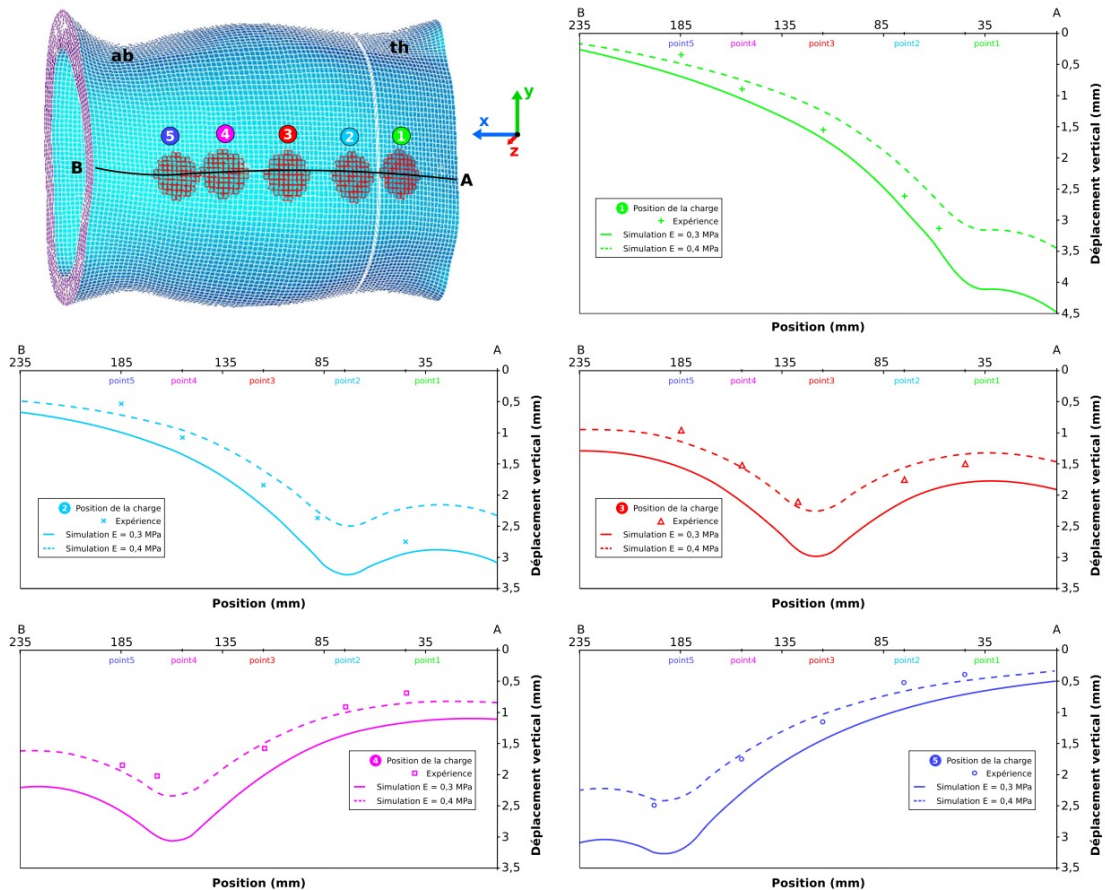 ab
th
5
4
3
2
1
B
A
y
x
z
B
235 185 135 85 35
point5 point4 point3 point2 point1
0
0,5
1
1,5
2
2,5
3
3,5
4
4,5
Déplacement vertical (mm)
1 Position de la charge
Expérience
Simulation E = 0,3 MPa
Simulation E = 0,4 MPa
Position (mm)
B A
235 185 135 85 35
point5 point4 point3 point2 point1
0
0,5
1
1,5
2
2,5
3
3,5
Déplacement vertical (mm)
2 Position de la charge
Expérience
Simulation E = 0,3 MPa
Simulation E = 0,4 MPa
Position (mm)
B A
235 185 135 85 35
point5 point4 point3 point2 point1
0
0,5
1
1,5
2
2,5
3
3,5
Déplacement vertical (mm)
3 Position de la charge
Expérience
Simulation E = 0,3 MPa
Simulation E = 0,4 MPa
Position (mm)
B A
235 185 135 85 35
point5 point4 point3 point2 point1
0
0,5
1
1,5
2
2,5
3
3,5
Déplacement vertical (mm)
4 Position de la charge
Expérience
Simulation E = 0,3 MPa
Simulation E = 0,4 MPa
Position (mm)
B A
235 185 135 85 35
point5 point4 point3 point2 point1
0
0,5
1
1,5
2
2,5
3
3,5
Déplacement vertical (mm)
5 Position de la charge
Expérience
Simulation E = 0,3 MPa
Simulation E = 0,4 MPa
Position (mm)